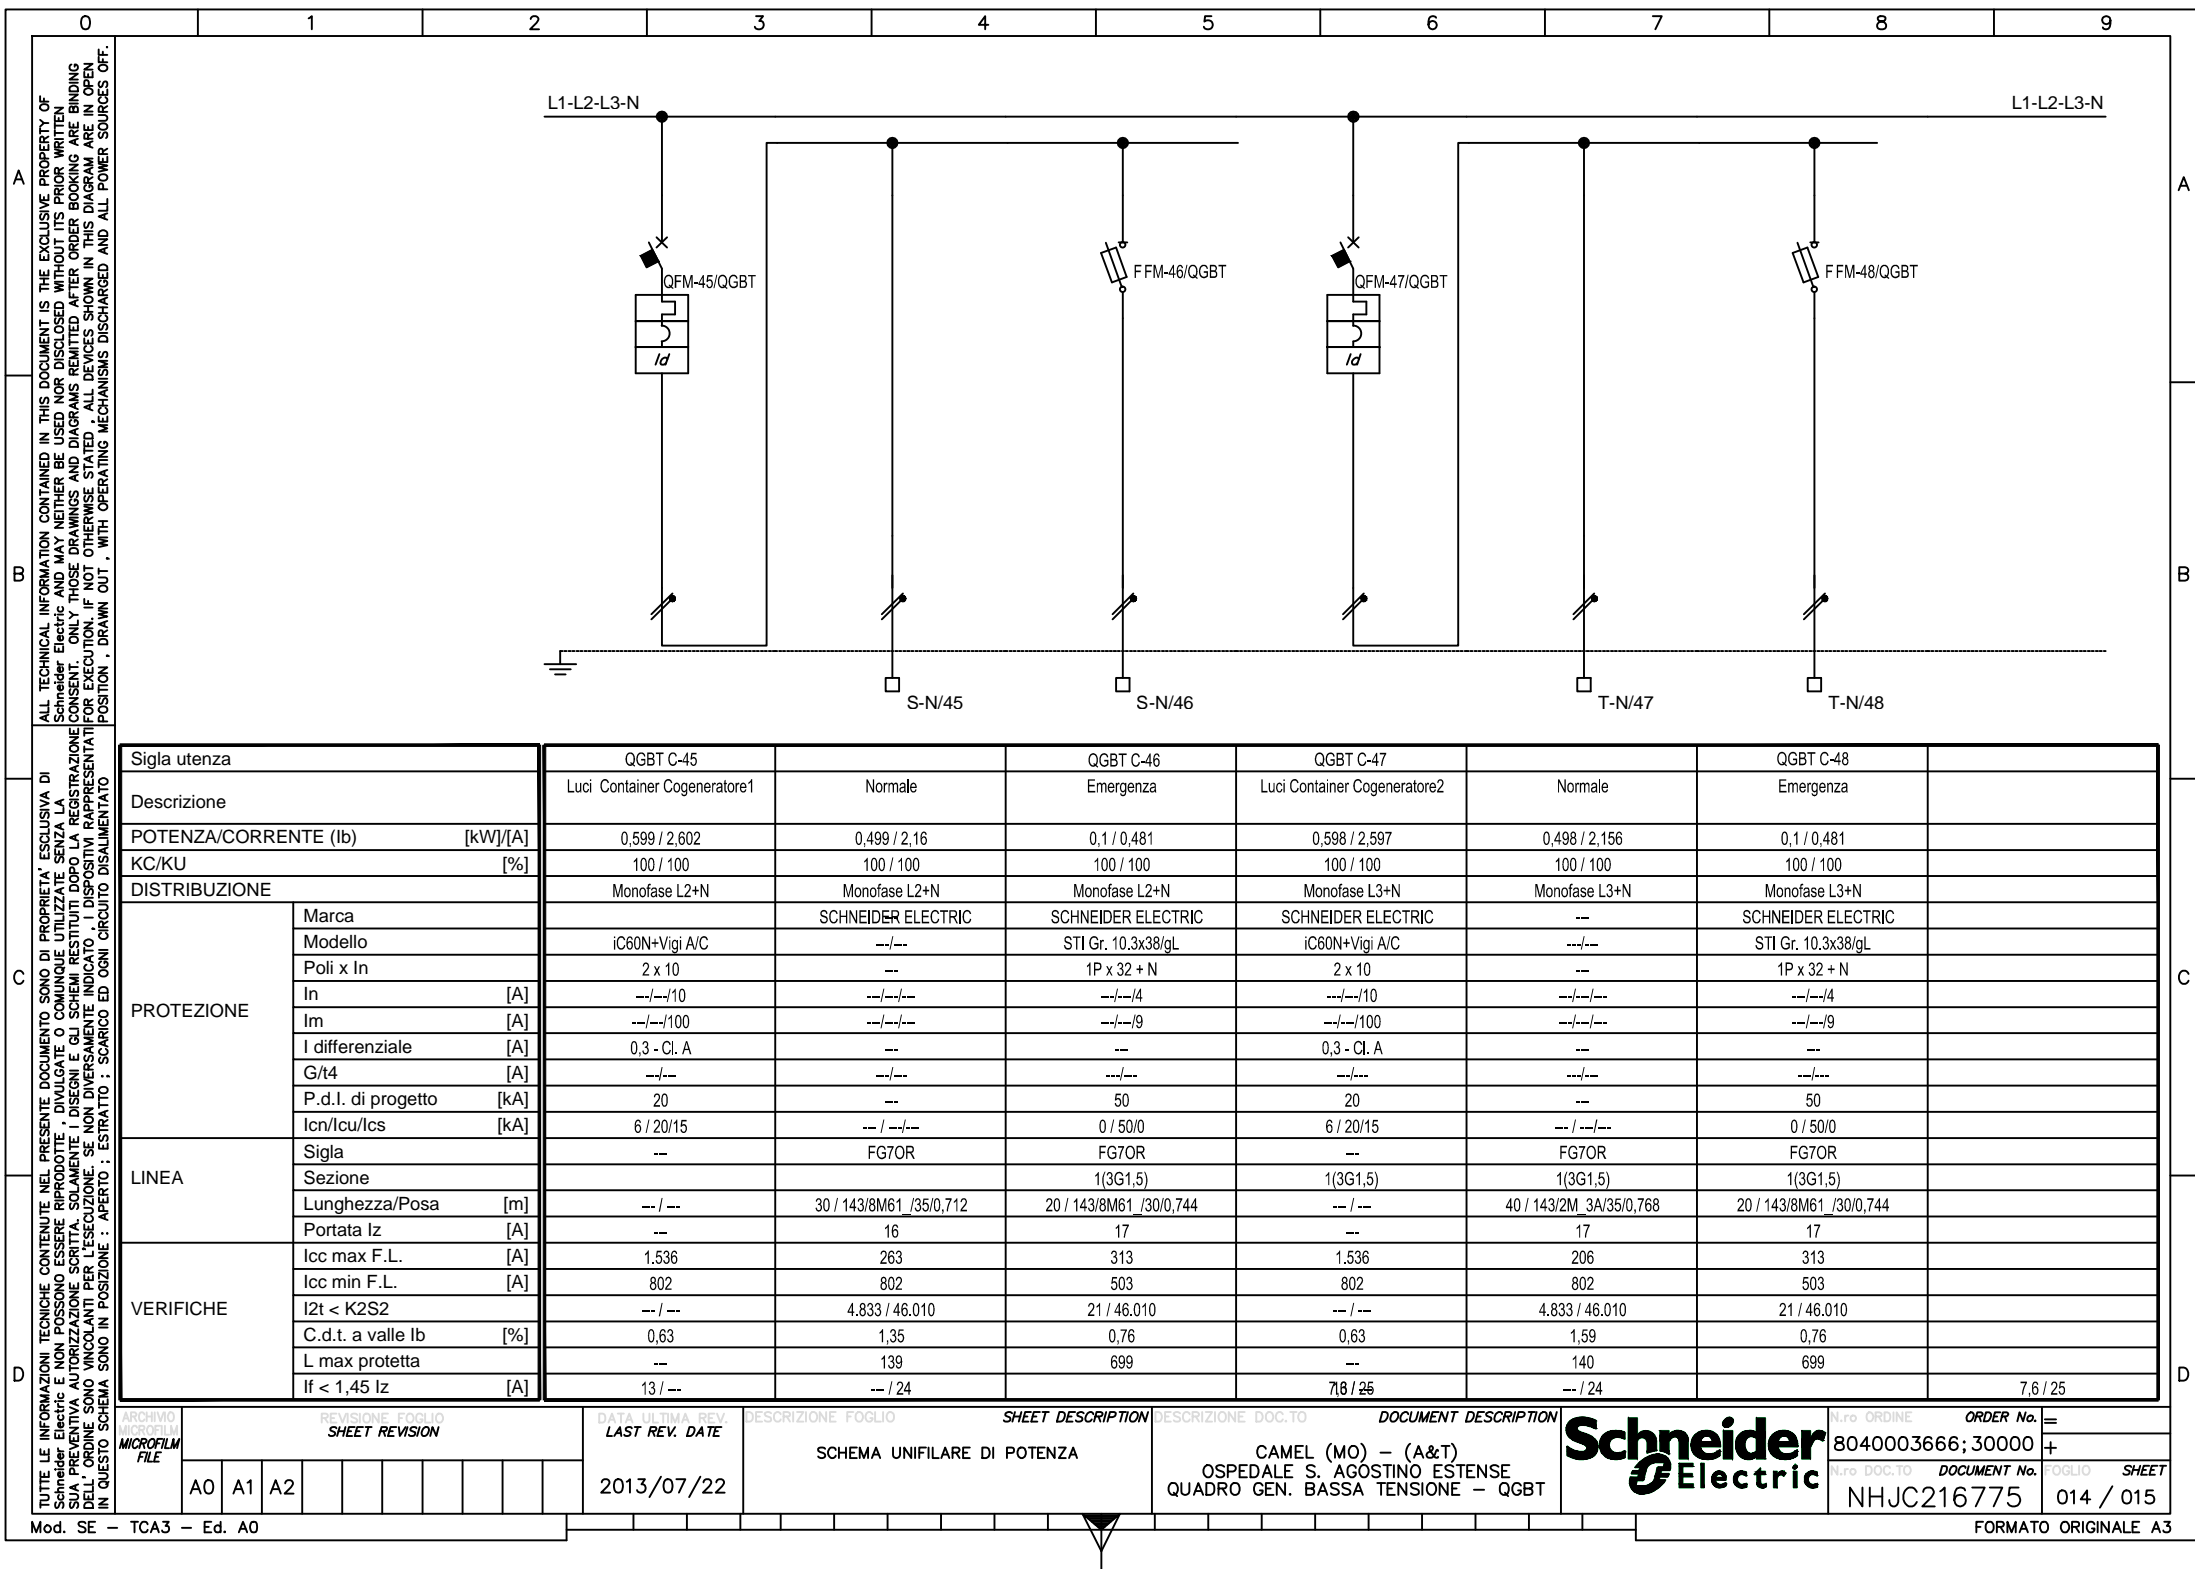 0 1 2 3 4 5 6 7 8 9
A
B
C
D
A
B
C
D
ALL TECHNICAL INFORMATION CONTAINED IN THIS DOCUMENT IS THE EXCLUSIVE PROPERTY OF
Schneider Electric AND MAY NEITHER BE USED NOR DISCLOSED WITHOUT ITS PRIOR WRITTEN
CONSENT. ONLY THOSE DRAWINGS AND DIAGRAMS REMITTED AFTER ORDER BOOKING ARE BINDING
FOR EXECUTION. IF NOT OTHERWISE STATED , ALL DEVICES SHOWN IN THIS DIAGRAM ARE IN OPEN
POSITION , DRAWN OUT , WITH OPERATING MECHANISMS DISCHARGED AND ALL POWER SOURCES OFF.
TUTTE LE INFORMAZIONI TECNICHE CONTENUTE NEL PRESENTE DOCUMENTO SONO DI PROPRIETA' ESCLUSIVA DI
Schneider Electric E NON POSSONO ESSERE RIPRODOTTE , DIVULGATE O COMUNQUE UTILIZZATE SENZA LA
SUA PREVENTIVA AUTORIZZAZIONE SCRITTA. SOLAMENTE I DISEGNI E GLI SCHEMI RESTITUITI DOPO LA REGISTRAZIONE
DELL' ORDINE SONO VINCOLANTI PER L'ESECUZIONE. SE NON DIVERSAMENTE INDICATO , I DISPOSITIVI RAPPRESENTATI
IN QUESTO SCHEMA SONO IN POSIZIONE : APERTO ; ESTRATTO ; SCARICO ED OGNI CIRCUITO DISALIMENTATO
L1-L2-L3-N L1-L2-L3-N
QFM-45/QGBT
Id
F FM-46/QGBT
QFM-47/QGBT
Id
F FM-48/QGBT
S-N/45 S-N/46 T-N/47 T-N/48
Sigla utenza QGBT C-45 QGBT C-46 QGBT C-47 QGBT C-48
Descrizione Luci Container Cogeneratore1 Normale Emergenza Luci Container Cogeneratore2 Normale Emergenza
POTENZA/CORRENTE (Ib) [kW]/[A] 0,599 / 2,602 0,499 / 2,16 0,1 / 0,481 0,598 / 2,597 0,498 / 2,156 0,1 / 0,481
KC/KU [%] 100 / 100 100 / 100 100 / 100 100 / 100 100 / 100 100 / 100
DISTRIBUZIONE Monofase L2+N Monofase L2+N Monofase L2+N Monofase L3+N Monofase L3+N Monofase L3+N
PROTEZIONE
Marca SCHNEIDER ELECTRIC SCHNEIDER ELECTRIC SCHNEIDER ELECTRIC --- SCHNEIDER ELECTRIC
Modello iC60N+Vigi A/C ---/--- STI Gr. 10.3x38/gL iC60N+Vigi A/C ---/--- STI Gr. 10.3x38/gL
Poli x In 2 x 10 --- 1P x 32 + N 2 x 10 --- 1P x 32 + N
In [A] ---/---/10 ---/---/--- ---/---/4 ---/---/10 ---/---/--- ---/---/4
Im [A] ---/---/100 ---/---/--- ---/---/9 ---/---/100 ---/---/--- ---/---/9
I differenziale [A] 0,3 - Cl. A --- --- 0,3 - Cl. A --- ---
G/t4 [A] ---/--- ---/--- ---/--- ---/--- ---/--- ---/---
P.d.I. di progetto [kA] 20 --- 50 20 --- 50
Icn/Icu/Ics [kA] 6 / 20/15 --- / ---/--- 0 / 50/0 6 / 20/15 --- / ---/--- 0 / 50/0
LINEA
Sigla --- FG7OR FG7OR --- FG7OR FG7OR
Sezione 1(3G1,5) 1(3G1,5) 1(3G1,5) 1(3G1,5)
Lunghezza/Posa [m] --- / --- 30 / 143/8M61_/35/0,712 20 / 143/8M61_/30/0,744 --- / --- 40 / 143/2M_3A/35/0,768 20 / 143/8M61_/30/0,744
Portata Iz [A] --- 16 17 --- 17 17
VERIFICHE
Icc max F.L. [A] 1.536 263 313 1.536 206 313
Icc min F.L. [A] 802 802 503 802 802 503
I2t < K2S2 --- / --- 4.833 / 46.010 21 / 46.010 --- / --- 4.833 / 46.010 21 / 46.010
C.d.t. a valle Ib [%] 0,63 1,35 0,76 0,63 1,59 0,76
L max protetta --- 139 699 --- 140 699
If < 1,45 Iz [A] 13 / --- --- / 24 --- / 24 7,6 / 25
ARCHIVIO MICROFILM
MICROFILM FILE
REVISIONE FOGLIO
SHEET REVISION
A0 A1 A2
DATA ULTIMA REV.
LAST REV. DATE
2013/07/22
DESCRIZIONE FOGLIO SHEET DESCRIPTION
SCHEMA UNIFILARE DI POTENZA
DESCRIZIONE DOC.TO DOCUMENT DESCRIPTION
CAMEL (MO) – (A&T)
OSPEDALE S. AGOSTINO ESTENSE
QUADRO GEN. BASSA TENSIONE – QGBT
Schneider
Electric
N.ro ORDINE ORDER No.
8040003666;30000
=
+
N.ro DOC.TO DOCUMENT No.
NHJC216775
FOGLIO SHEET
014 / 015
Mod. SE – TCA3 – Ed. A0
FORMATO ORIGINALE A3